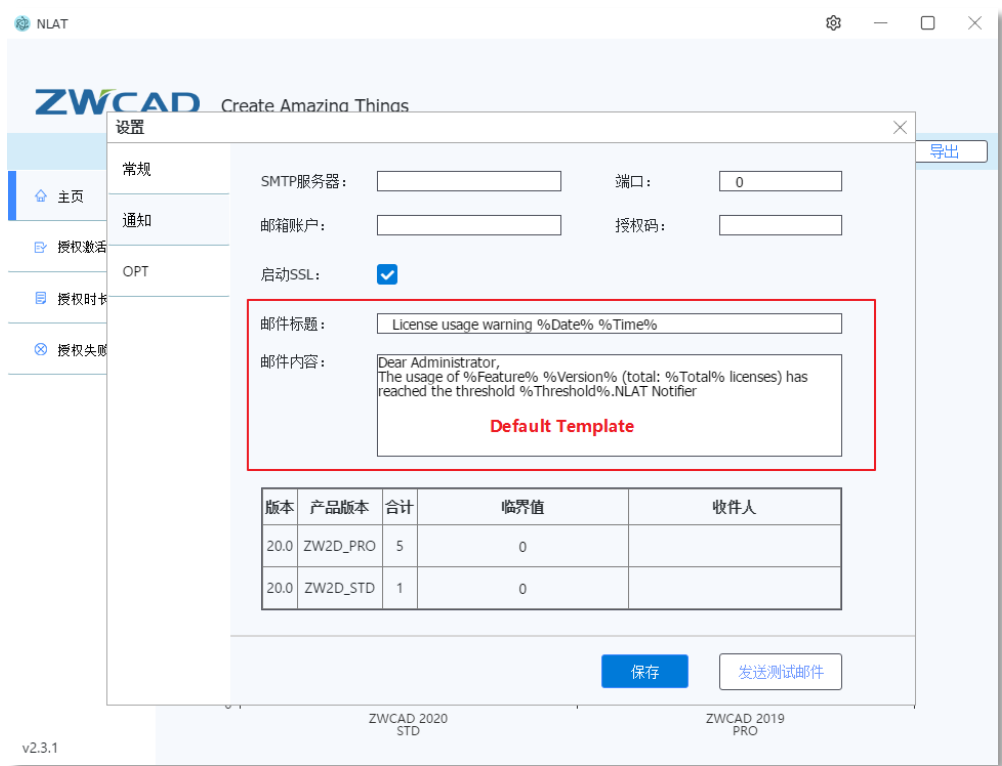 NLAT
ZWCAD Create Amazing Things
设置
导出
主页
授权激活
授权时长
授权失败
常规
通知
OPT
SMTP服务器：
端口： 0
邮箱账户：
授权码：
启动SSL：
邮件标题： License usage warning %Date% %Time%
邮件内容： Dear Administrator,
The usage of %Feature% %Version% (total: %Total% licenses) has
reached the threshold %Threshold%.NLAT Notifier
Default Template
版本 产品版本 合计 临界值 收件人
20.0 ZW2D_PRO 5 0
20.0 ZW2D_STD 1 0
保存 发送测试邮件
ZWCAD 2020
STD
ZWCAD 2019
PRO
v2.3.1